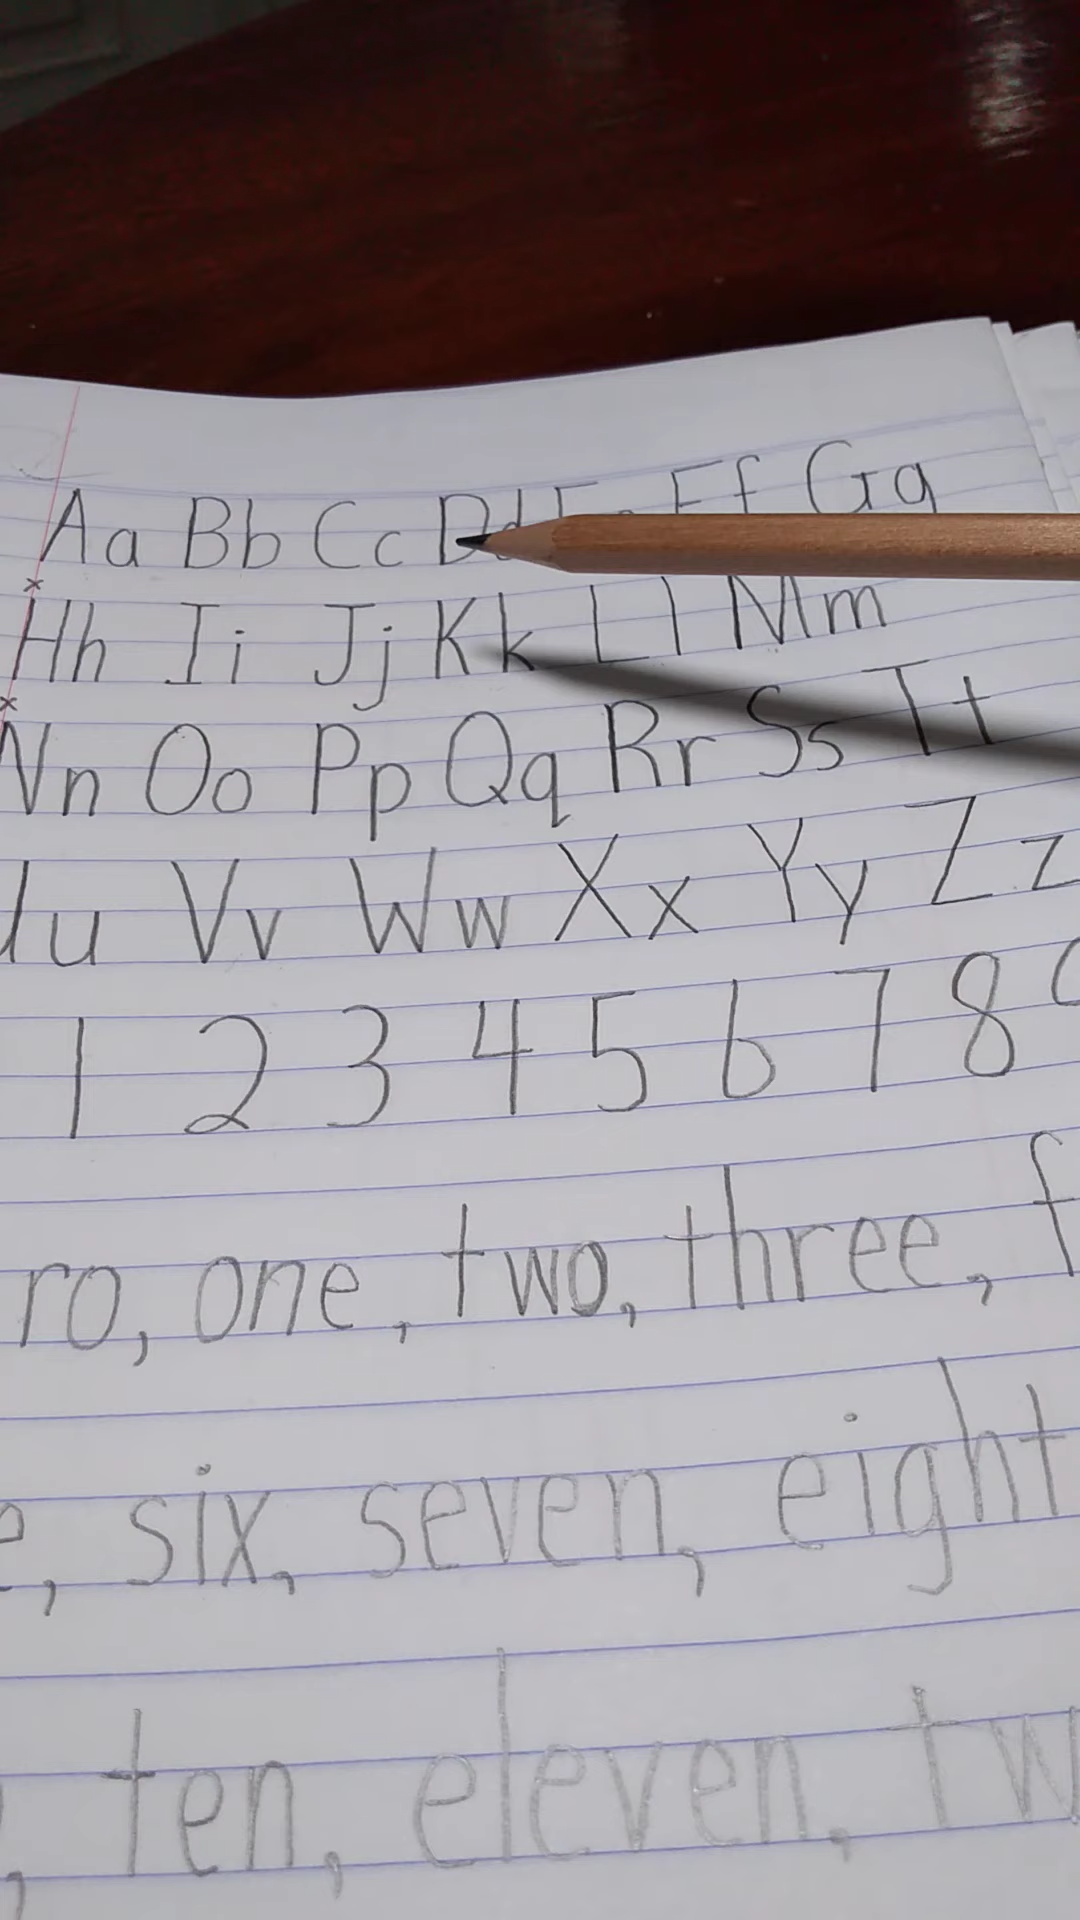 Aa Bb Cc Dd Ff Gg
Hh Ii Jj Kk Ll Mm
Nn Oo Pp Qq Rr Ss Tt
u Vv Ww Xx Yy Zz
1 2 3 4 5 6 7 8
ro, one, two, three, f
e, six, seven, eight
, ten, eleven, tw